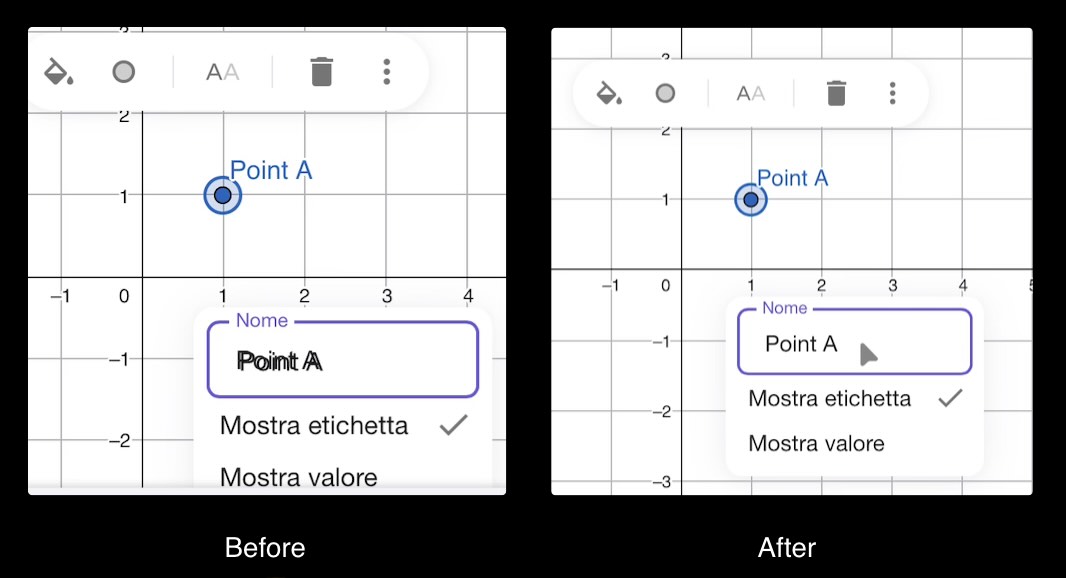 3
AA
2
Point A
1
−1 0 1 2 3 4
Nome
Point A
−1
Mostra etichetta
−2
Mostra valore
Before
AA
2
Point A
1
−1 0 1 2 3 4
Nome
Point A
−1
Mostra etichetta
−2
Mostra valore
−3
After